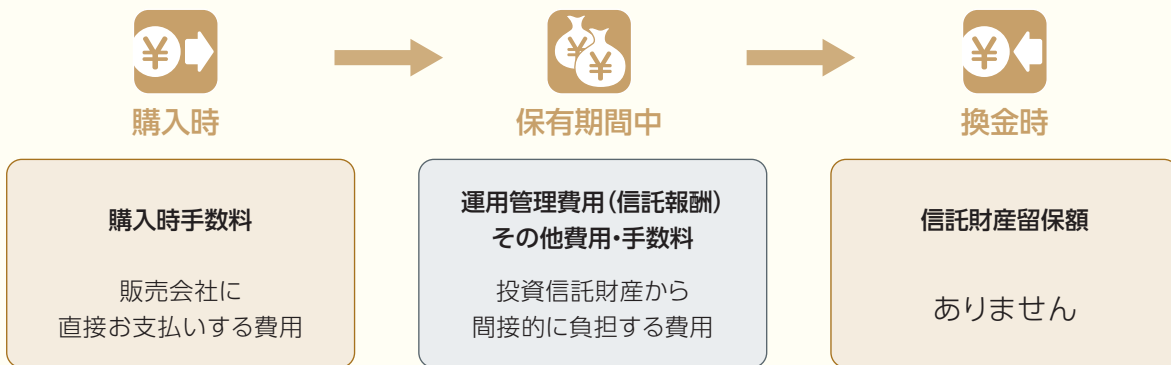 購入時
保有期間中
換金時
購入時手数料
販売会社に
直接お支払いする費用
運用管理費用(信託報酬)
その他費用・手数料
投資信託財産から
間接的に負担する費用
信託財産留保額
ありません